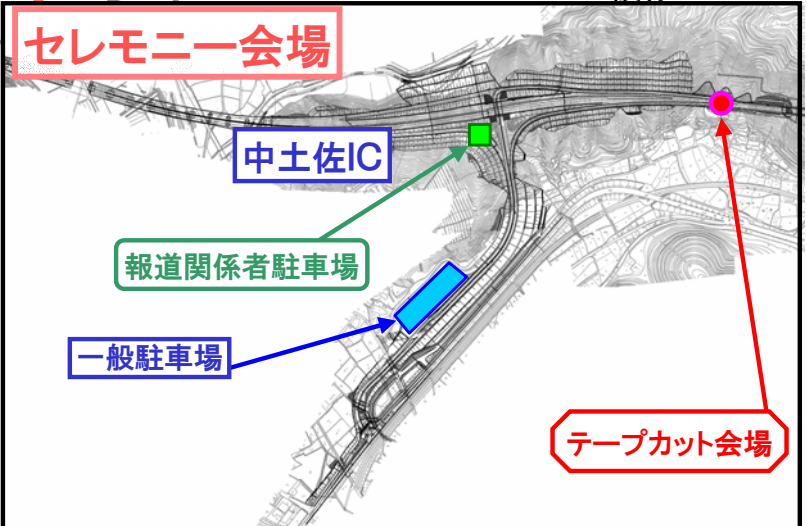 セレモニー会場
中土佐IC
報道関係者駐車場
一般駐車場
テープカット会場